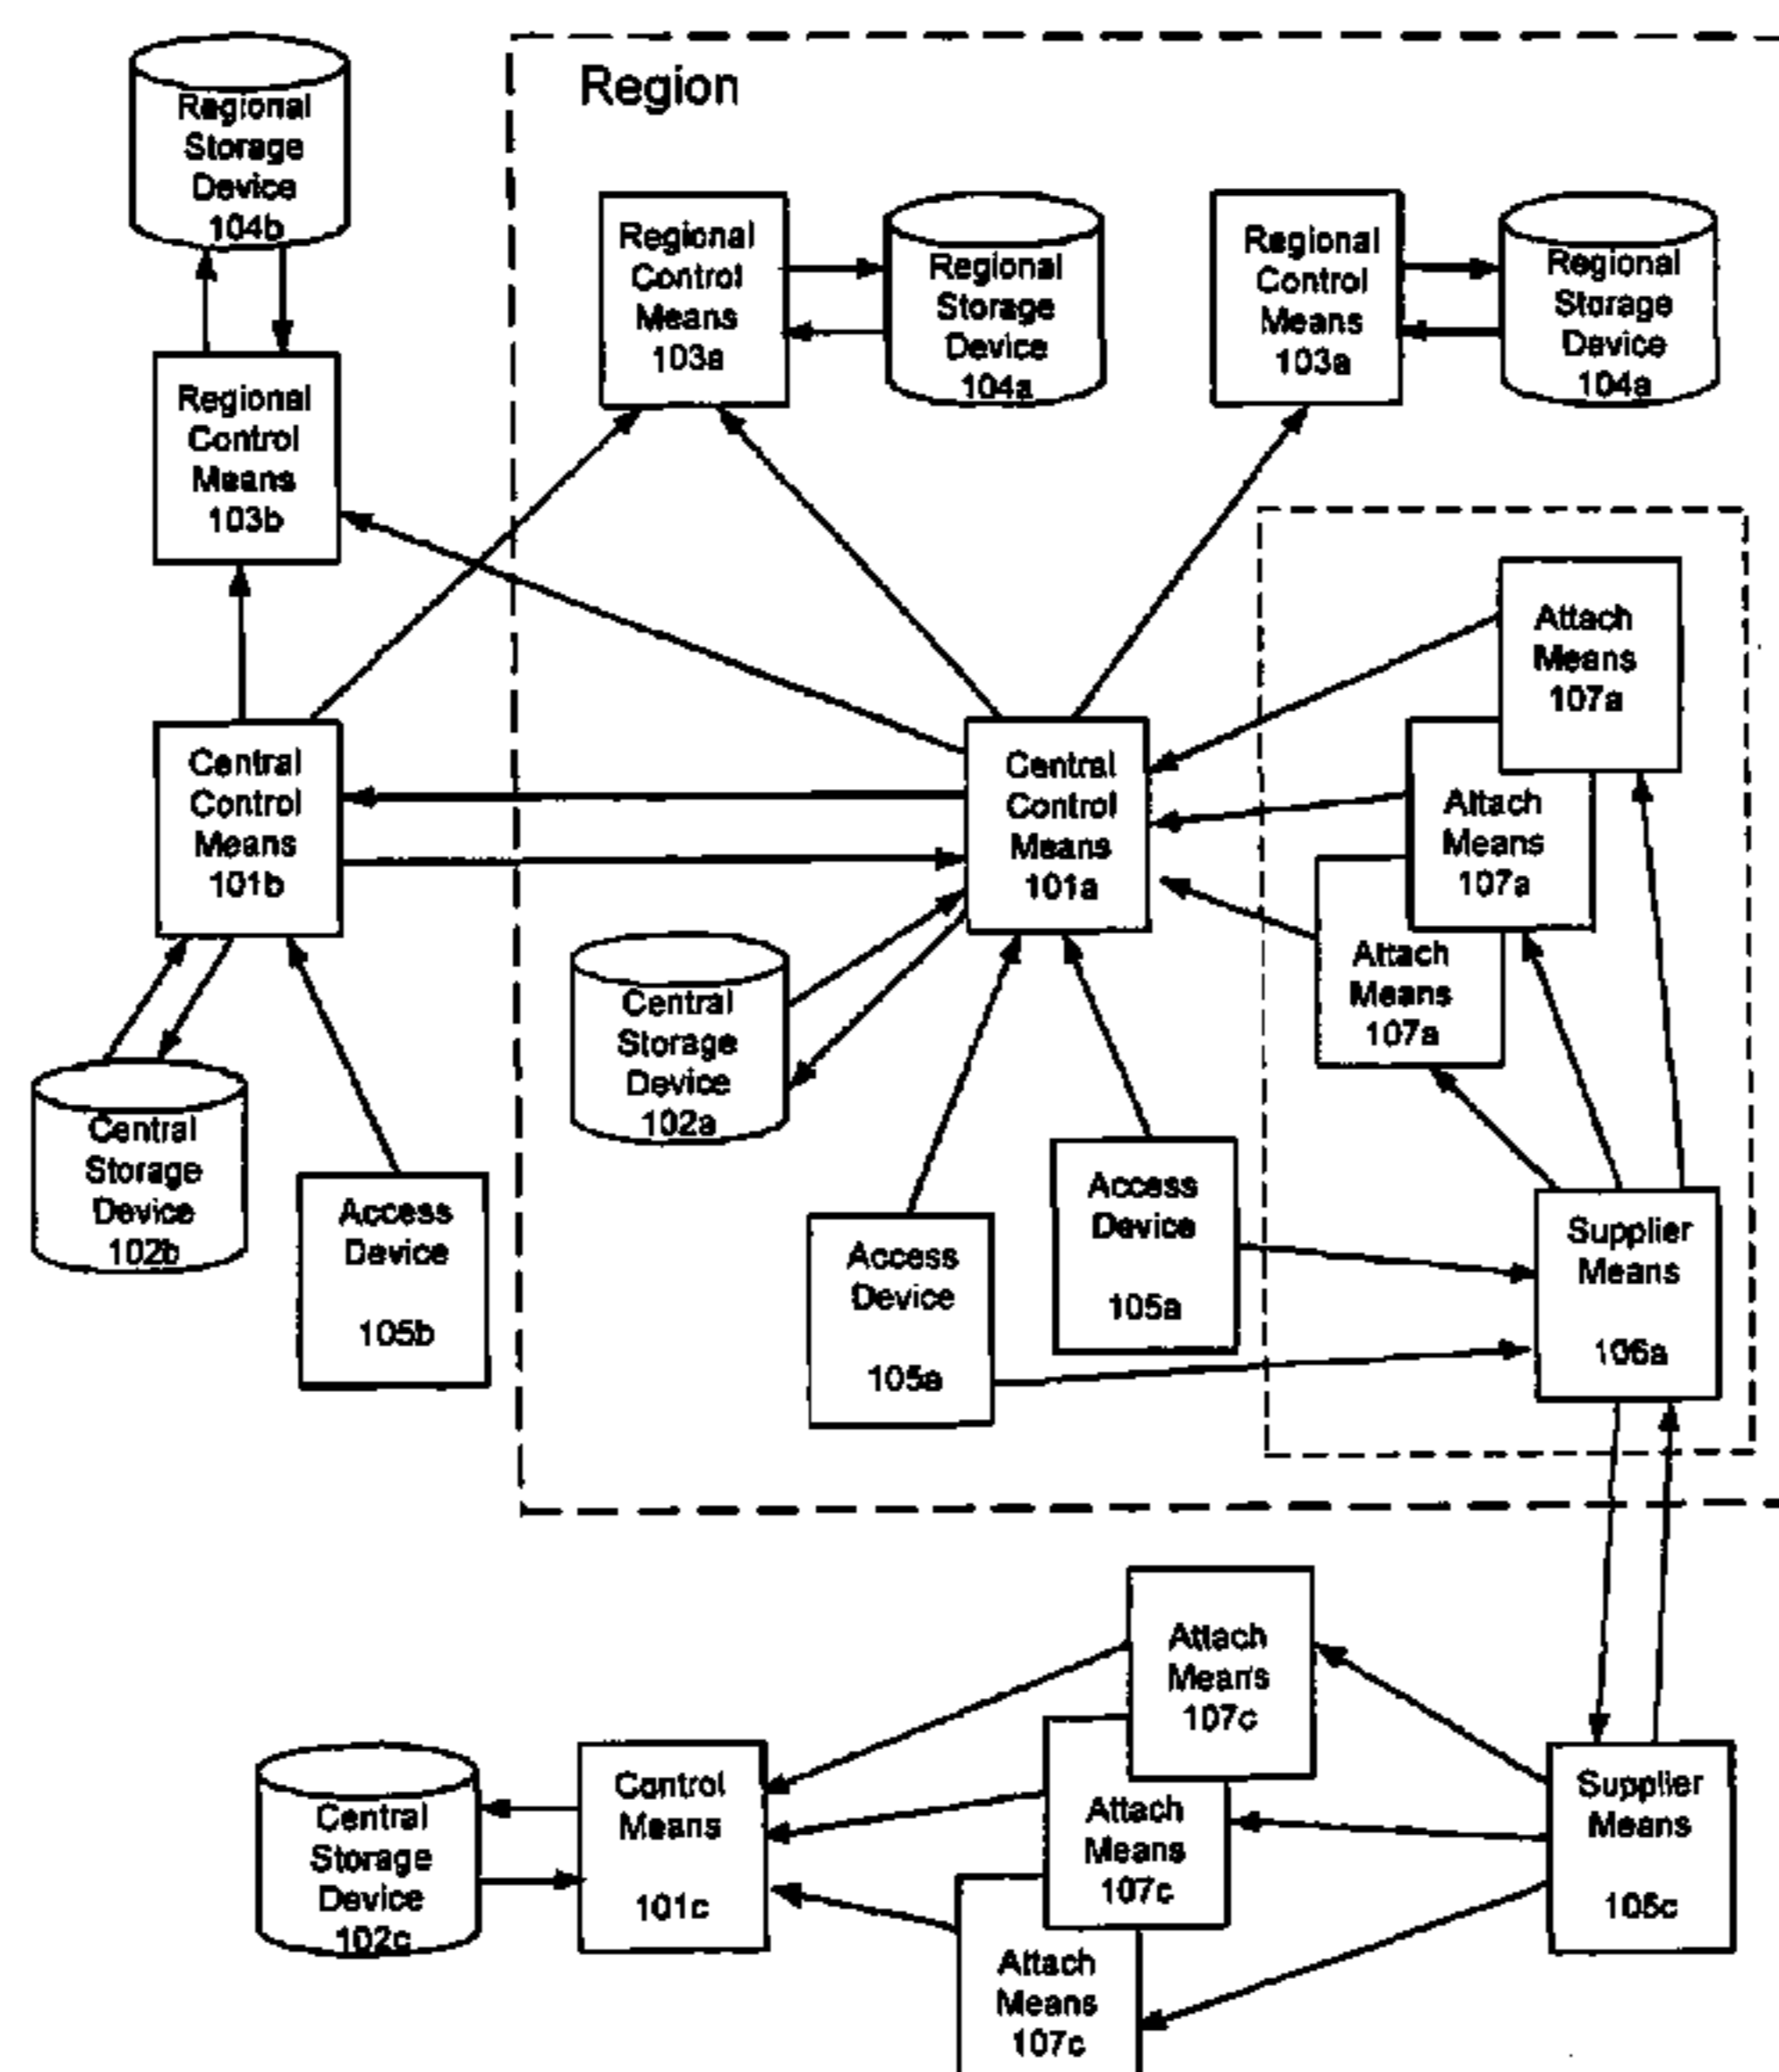 Region
Regional
Storage
Device
104b
Regional
Control
Means
103a
Regional
Storage
Device
104a
Regional
Control
Means
103a
Regional
Storage
Device
104a
Regional
Control
Means
103b
Attach
Means
107a
Central
Control
Means
101b
Central
Control
Means
101a
Attach
Means
107a
Attach
Means
107a
Central
Storage
Device
102a
Central
Storage
Device
102b
Access
Device
105b
Access
Device
105a
Access
Device
105a
Supplier
Means
106a
Attach
Means
107c
Central
Storage
Device
102c
Control
Means
101c
Attach
Means
107c
Supplier
Means
106c
Attach
Means
107c